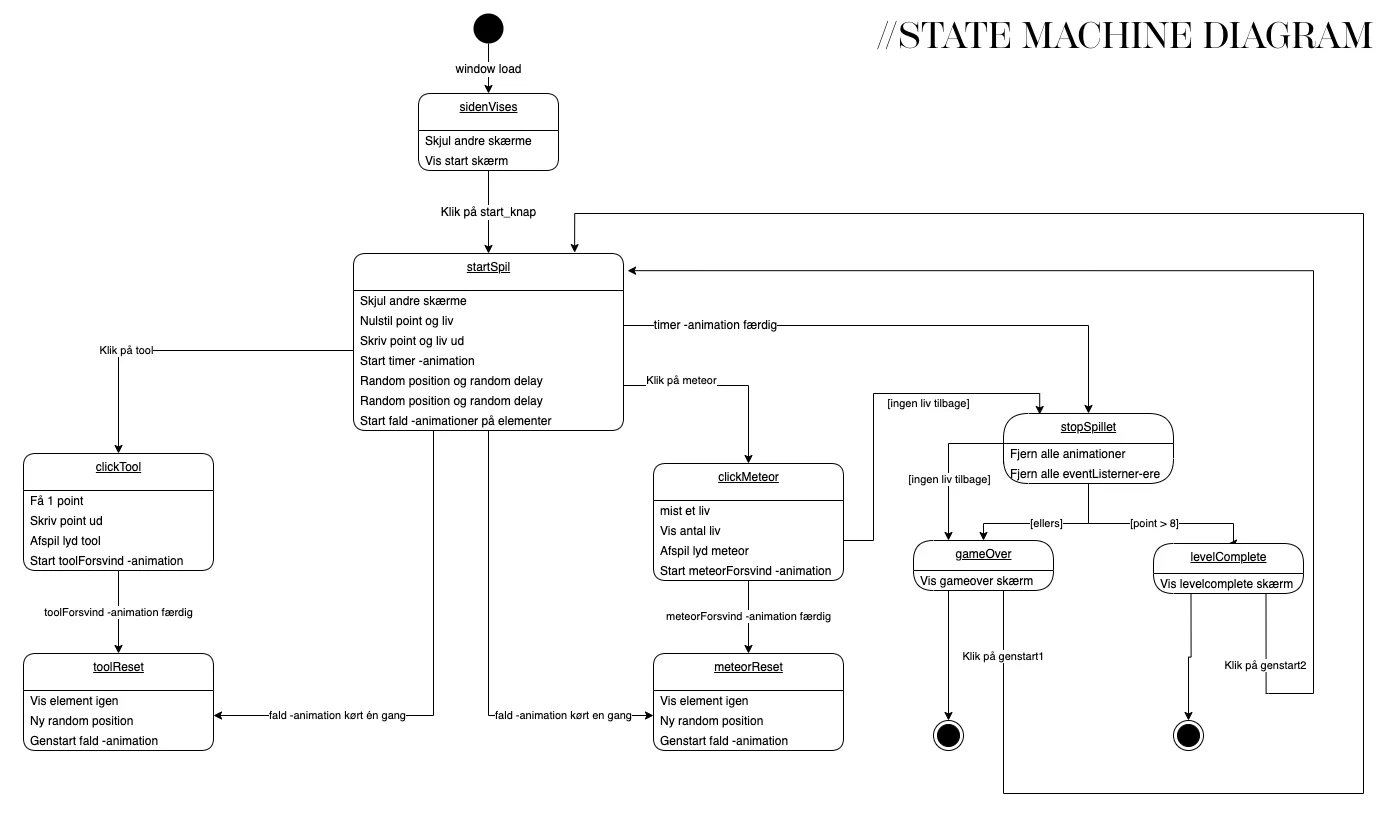 //STATE MACHINE DIAGRAM
window load
sidenVises
Skjul andre skærme
Vis start skærm
Klik på start_knap
startSpil
Skjul andre skærme
Nulstil point og liv
Skriv point og liv ud
Start timer -animation
Random position og random delay
Random position og random delay
Start fald -animationer på elementer
timer -animation færdig
Klik på tool
Klik på meteor
[ingen liv tilbage]
stopSpillet
Fjern alle animationer
Fjern alle eventListerner-ere
clickTool
Få 1 point
Skriv point ud
Afspil lyd tool
Start toolForsvind -animation
clickMeteor
mist et liv
Vis antal liv
Afspil lyd meteor
Start meteorForsvind -animation
[ingen liv tilbage]
[ellers]
[point > 8]
gameOver
Vis gameover skærm
levelComplete
Vis levelcomplete skærm
toolForsvind -animation færdig
meteorForsvind -animation færdig
Klik på genstart1
Klik på genstart2
toolReset
Vis element igen
Ny random position
Genstart fald -animation
fald -animation kørt én gang
fald -animation kørt en gang
meteorReset
Vis element igen
Ny random position
Genstart fald -animation